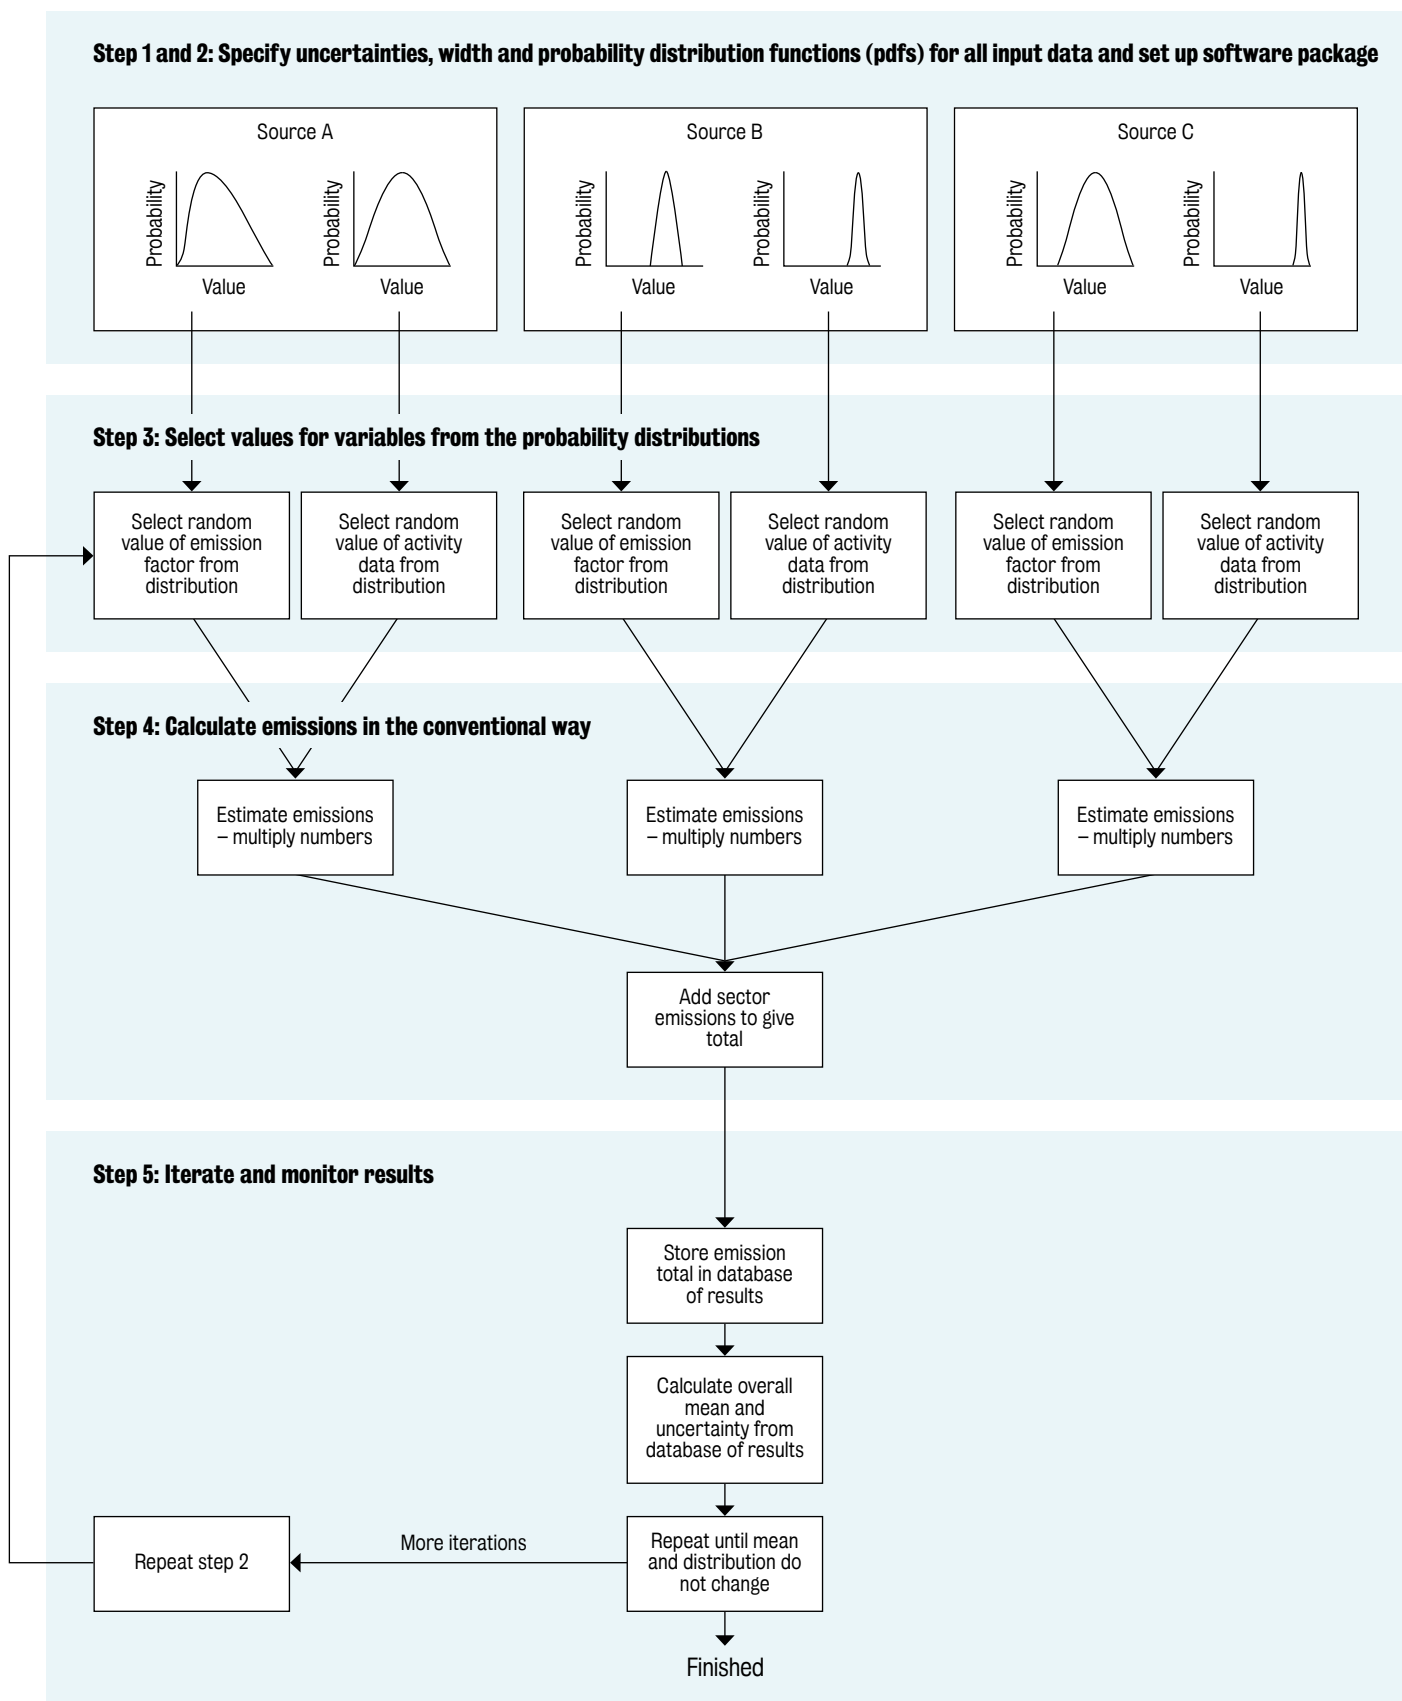 Step 1 and 2: Specify uncertainties, width and probability distribution functions (pdfs) for all input data and set up software package
Source A
Probability
Value
Probability
Value
Source B
Probability
Value
Probability
Value
Source C
Probability
Value
Probability
Value
Step 3: Select values for variables from the probability distributions
Select random
value of emission
factor from
distribution
Select random
value of activity
data from
distribution
Select random
value of emission
factor from
distribution
Select random
value of activity
data from
distribution
Select random
value of emission
factor from
distribution
Select random
value of activity
data from
distribution
Step 4: Calculate emissions in the conventional way
Estimate emissions
– multiply numbers
Estimate emissions
– multiply numbers
Estimate emissions
– multiply numbers
Add sector
emissions to give
total
Step 5: Iterate and monitor results
Store emission
total in database
of results
Calculate overall
mean and
uncertainty from
database of results
Repeat until mean
and distribution do
not change
More iterations
Repeat step 2
Finished